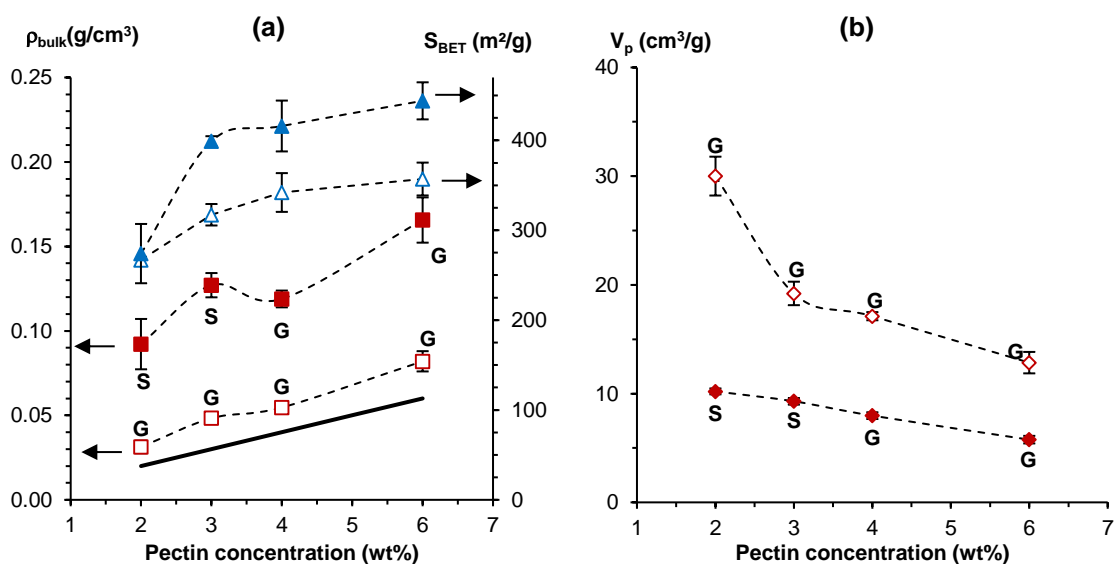 (a)
(b)
ρbulk(g/cm³)
SBET (m²/g)
Vp (cm³/g)
0.25
0.20
0.15
0.10
0.05
0.00
400
300
200
100
0
S
S
G
G
G
G
G
G
1 2 3 4 5 6 7
Pectin concentration (wt%)
40
30
20
10
0
G
G
G
G
S
S
G
G
1 2 3 4 5 6 7
Pectin concentration (wt%)